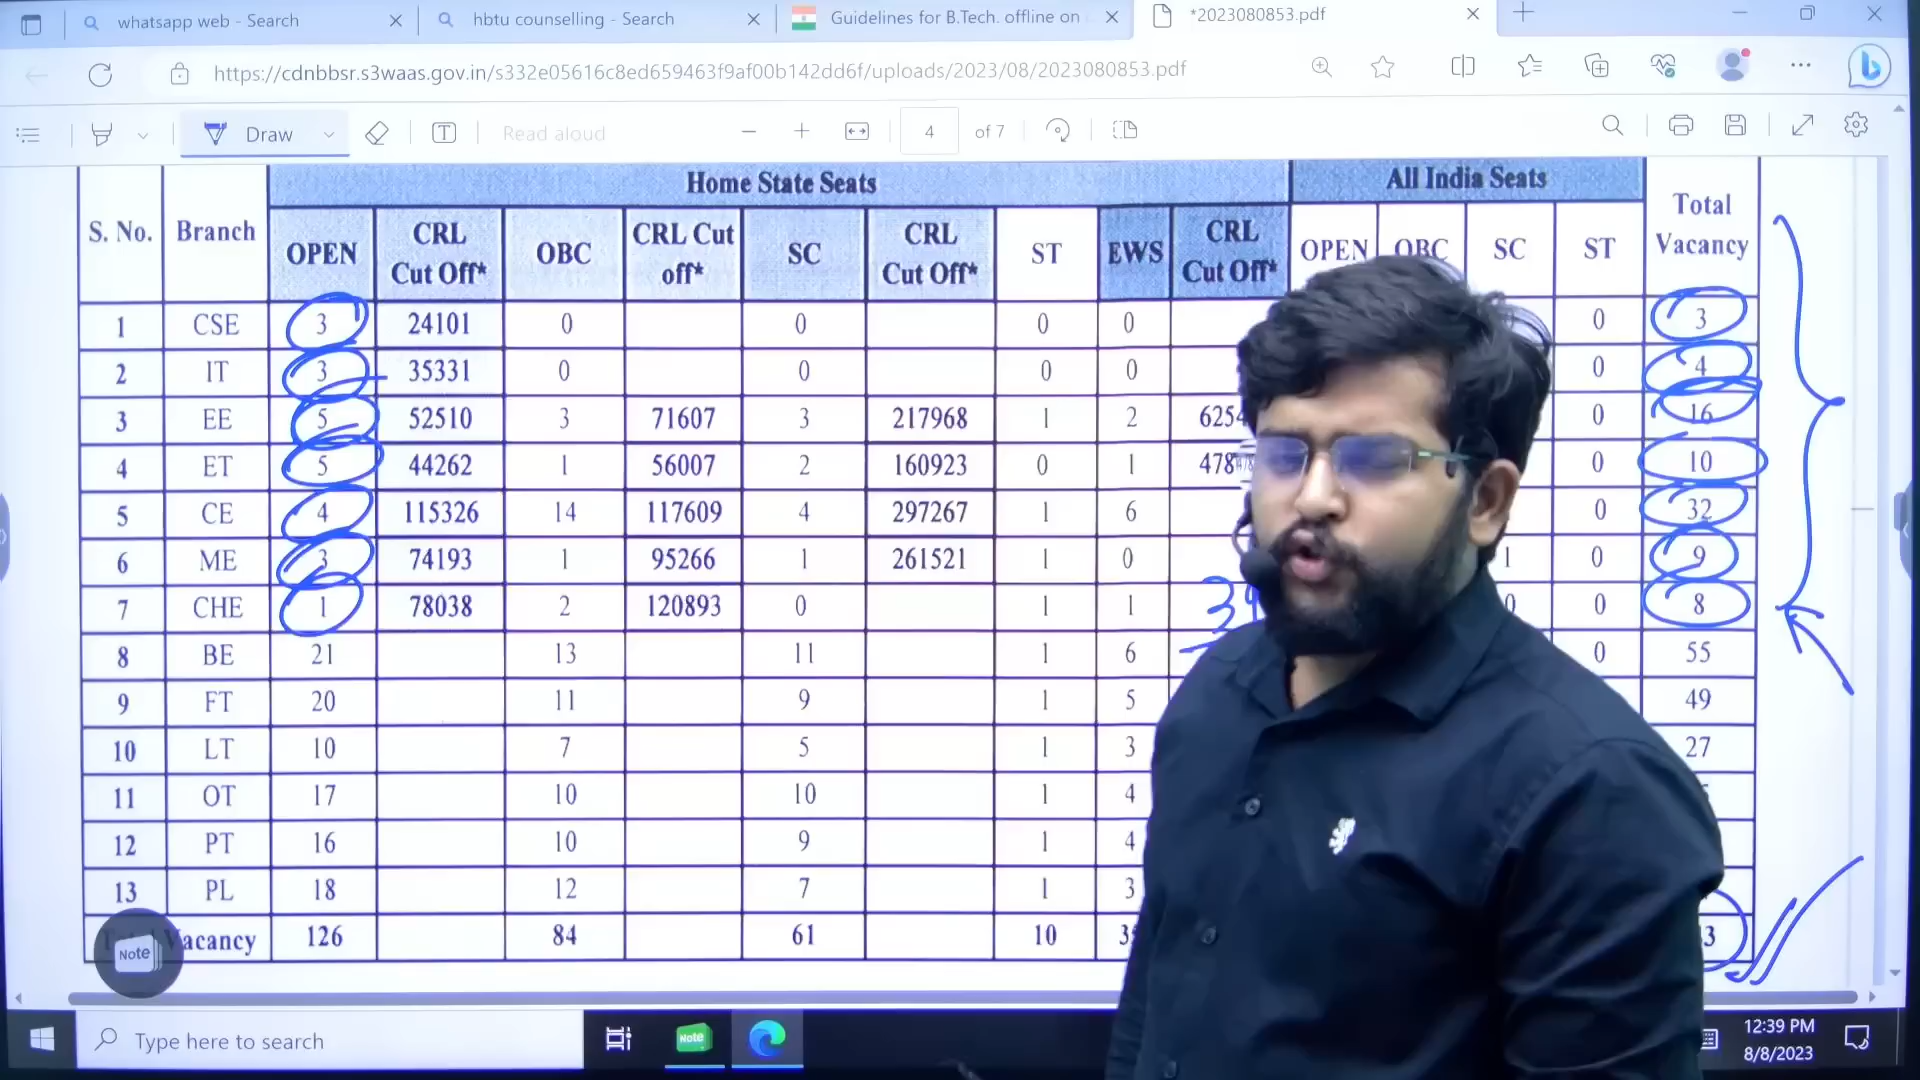 whatsapp web - Search
hbtu counselling - Search
Guidelines for B.Tech. offline on
*2023080853.pdf
https://cdnbbsr.s3waas.gov.in/s332e05616c8ed659463f9af00b142dd6f/uploads/2023/08/2023080853.pdf
Draw
Read aloud
4 of 7
Home State Seats All India Seats
S. No. Branch OPEN CRL Cut Off* OBC CRL Cut off* SC CRL Cut Off* ST EWS CRL Cut Off* OPEN OBC SC ST Total Vacancy
1 CSE 3 24101 0 0 0 0 0 3
2 IT 3 35331 0 0 0 0 0 4
3 EE 5 52510 3 71607 3 217968 1 2 0 16
4 ET 5 44262 1 56007 2 160923 0 1 0 10
5 CE 4 115326 14 117609 4 297267 1 6 0 32
6 ME 3 74193 1 95266 1 261521 1 0 1 0 9
7 CHE 1 78038 2 120893 0 1 1 0 0 8
8 BE 21 13 11 1 6 0 55
9 FT 20 11 9 1 5 49
10 LT 10 7 5 1 3 27
11 OT 17 10 10 1 4
12 PT 16 10 9 1 4
13 PL 18 12 7 1 3
Vacancy 126 84 61 10
Note
Type here to search
Note
12:39 PM
8/8/2023